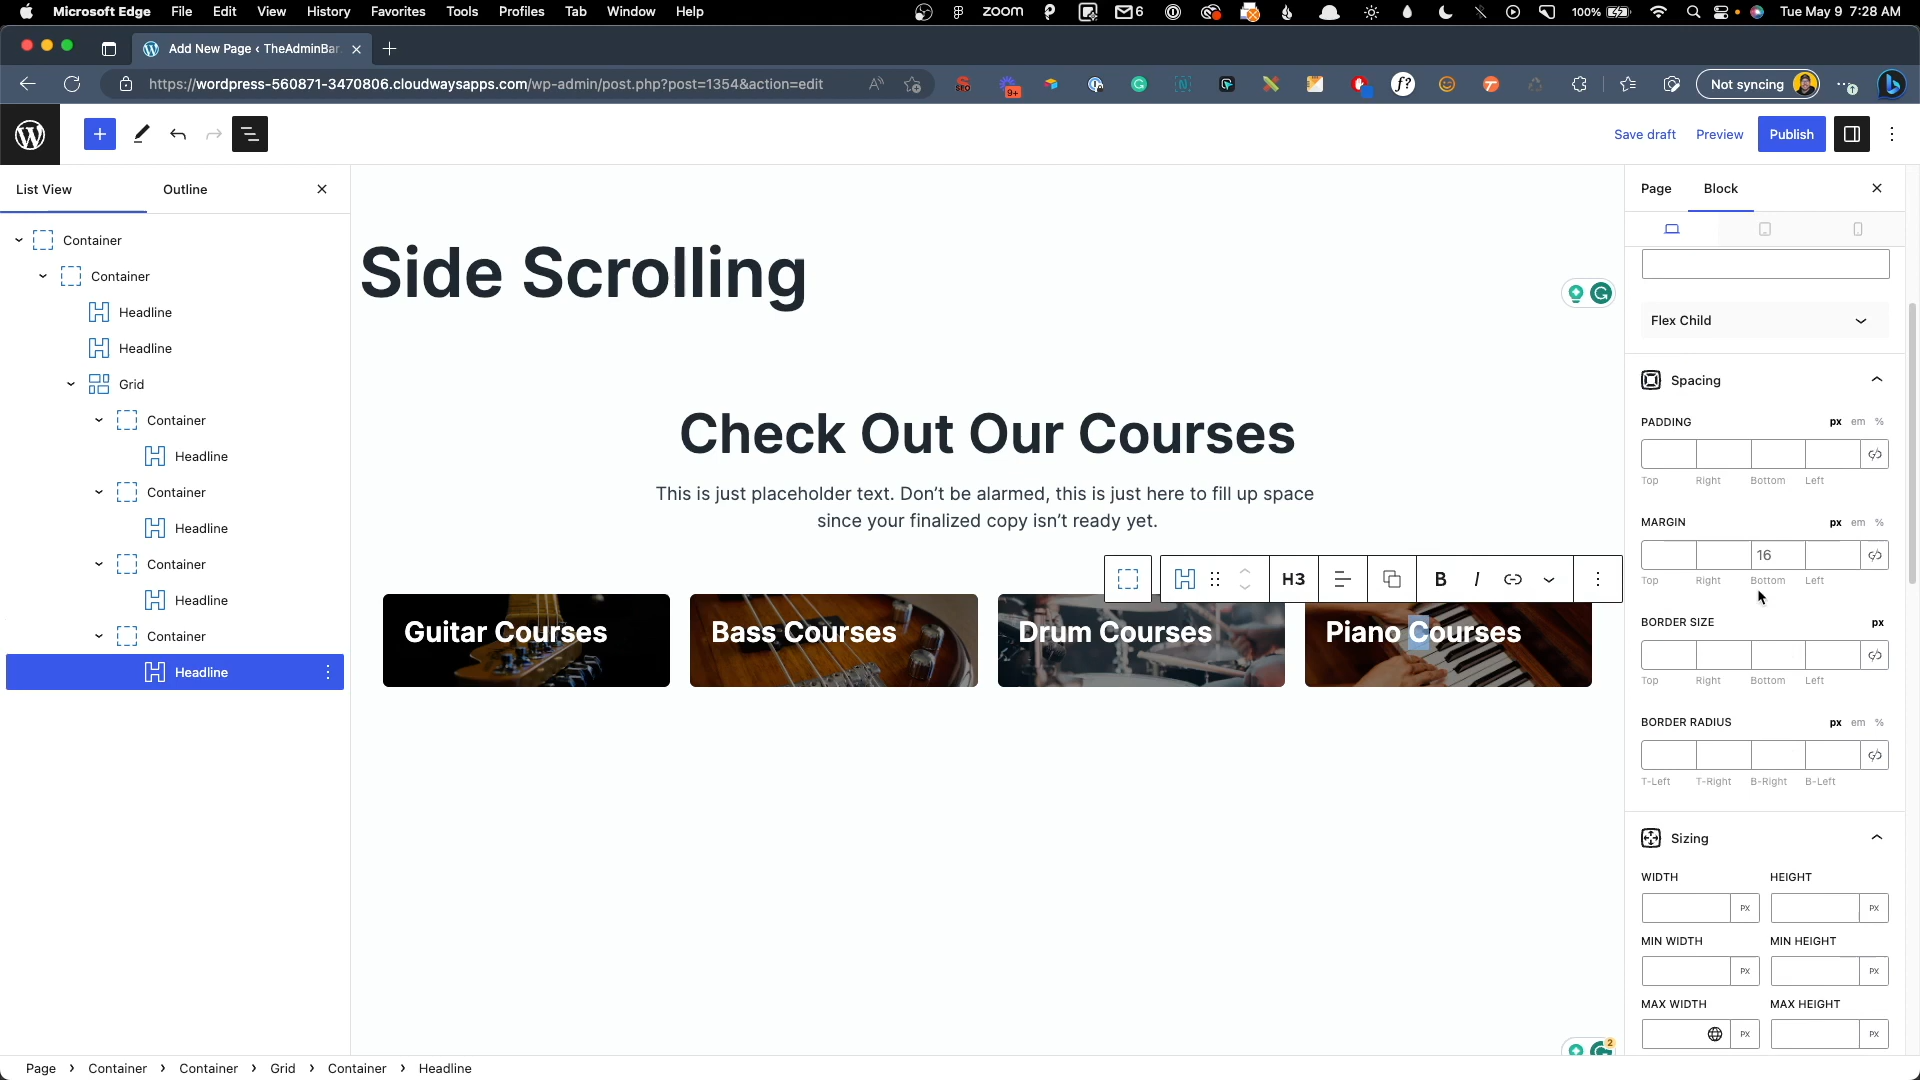 Microsoft Edge File Edit View History Favorites Tools Profiles Tab Window Help zoom 6 100% Tue May 9 7:28 AM
Add New Page ‹ TheAdminBar
https://wordpress-560871-3470806.cloudwaysapps.com/wp-admin/post.php?post=1354&action=edit SEO 9+ f? Not syncing
Save draft Preview Publish
List View Outline
Page Block
Container
Container
Headline
Headline
Grid
Container
Headline
Container
Headline
Container
Headline
Container
Headline
Side Scrolling
Check Out Our Courses
This is just placeholder text. Don't be alarmed, this is just here to fill up space
since your finalized copy isn't ready yet.
H3 B I
Guitar Courses Bass Courses Drum Courses Piano Courses
Flex Child
Spacing
PADDING px em %
Top Right Bottom Left
MARGIN px em %
16
Top Right Bottom Left
BORDER SIZE px
Top Right Bottom Left
BORDER RADIUS px em %
T-Left T-Right B-Right B-Left
Sizing
WIDTH HEIGHT
PX PX
MIN WIDTH MIN HEIGHT
PX PX
MAX WIDTH MAX HEIGHT
PX PX
2
Page › Container › Container › Grid › Container › Headline